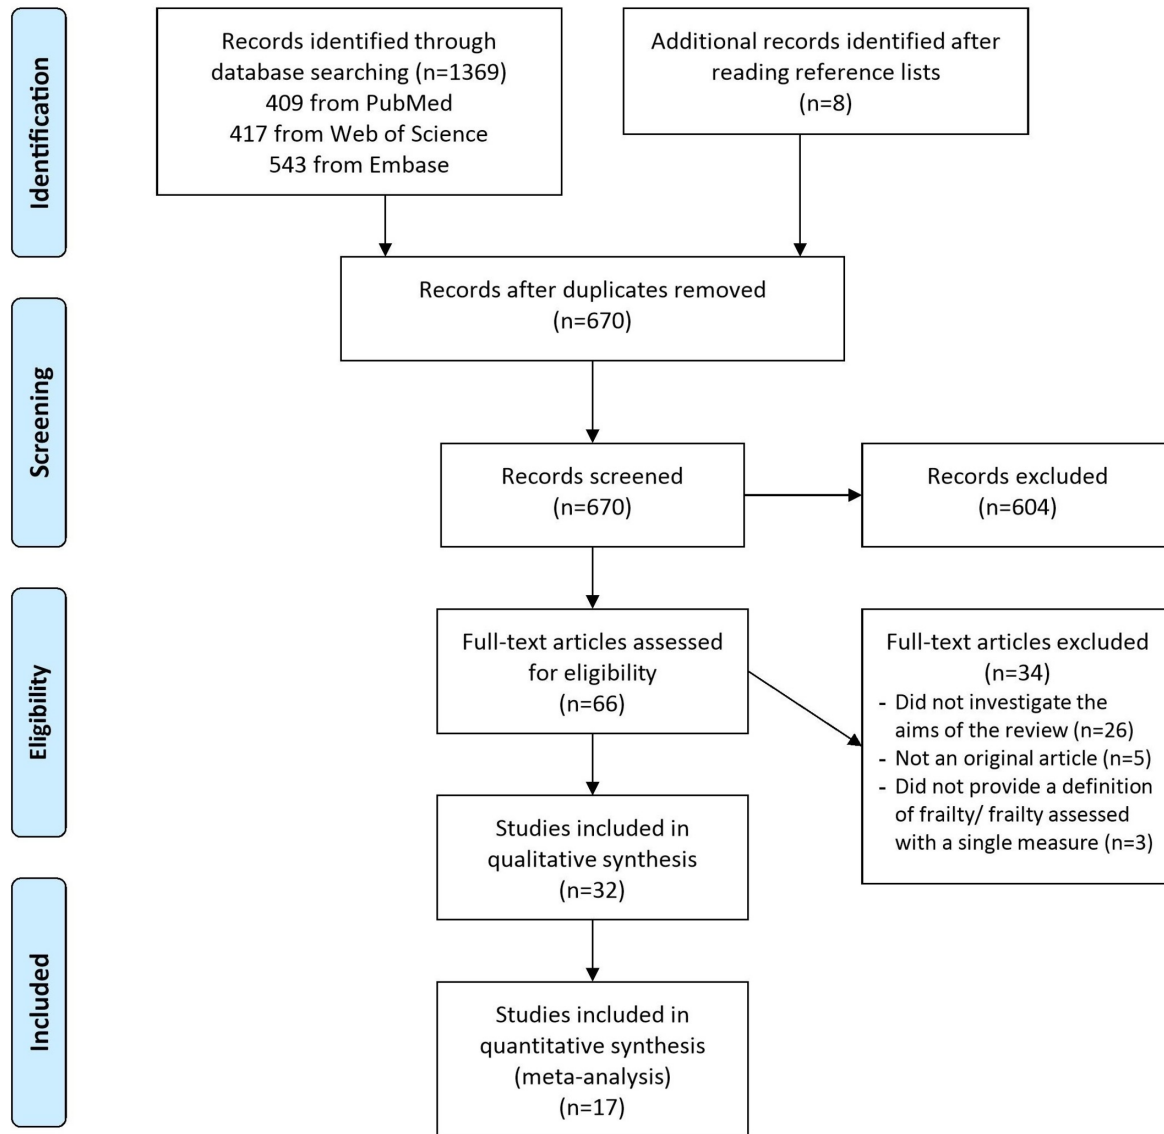 Identification
Records identified through
database searching (n=1369)
409 from PubMed
417 from Web of Science
543 from Embase
Additional records identified after
reading reference lists
(n=8)
Records after duplicates removed
(n=670)
Screening
Records screened
(n=670)
Records excluded
(n=604)
Eligibility
Full-text articles assessed
for eligibility
(n=66)
Full-text articles excluded
(n=34)
- Did not investigate the
aims of the review (n=26)
- Not an original article (n=5)
- Did not provide a definition
of frailty/ frailty assessed
with a single measure (n=3)
Studies included in
qualitative synthesis
(n=32)
Included
Studies included in
quantitative synthesis
(meta-analysis)
(n=17)